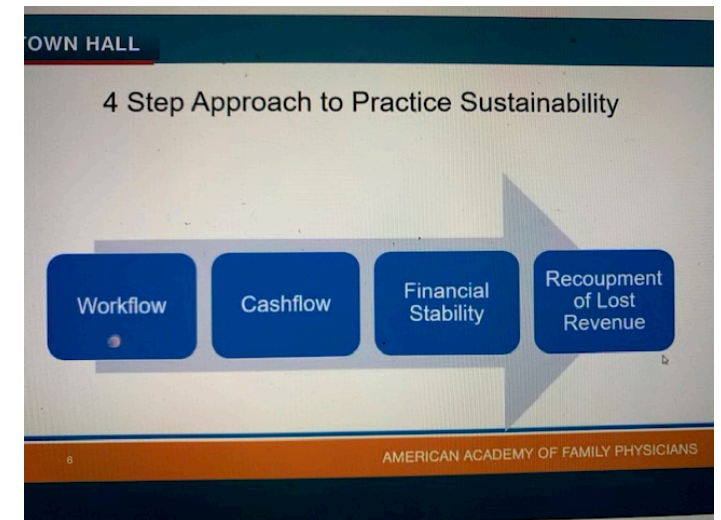 TOWN HALL
4 Step Approach to Practice Sustainability
Workflow
Cashflow
Financial
Stability
Recoupment
of Lost
Revenue
6
AMERICAN ACADEMY OF FAMILY PHYSICIANS